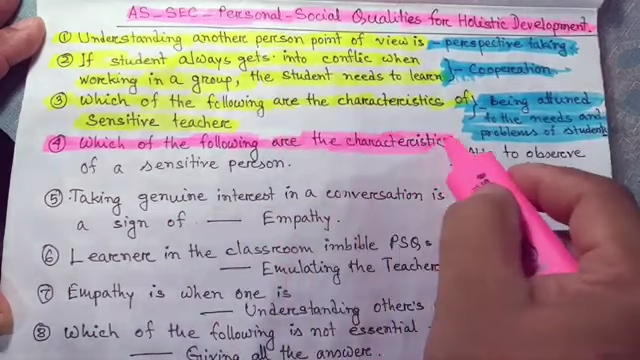 AS-SEC-Personal-Social Qualities for Holistic Development.
① Understanding another person point of view is - perspective taking
② If student always gets into conflic when
working in a group, the student needs to learn } - Cooperation
③ Which of the following are the characteristics of } - being attuned
Sensitive teacher to the needs and
problems of student
④ Which of the following are the characteristic
of a sensitive person. to observe
⑤ Taking genuine interest in a conversation is
a sign of — Empathy.
⑥ Learner in the classroom imbible PSQs
— Emulating the Teacher
⑦ Empathy is when one is
— Understanding other's
⑧ Which of the following is not essential
— Giving all the answer.